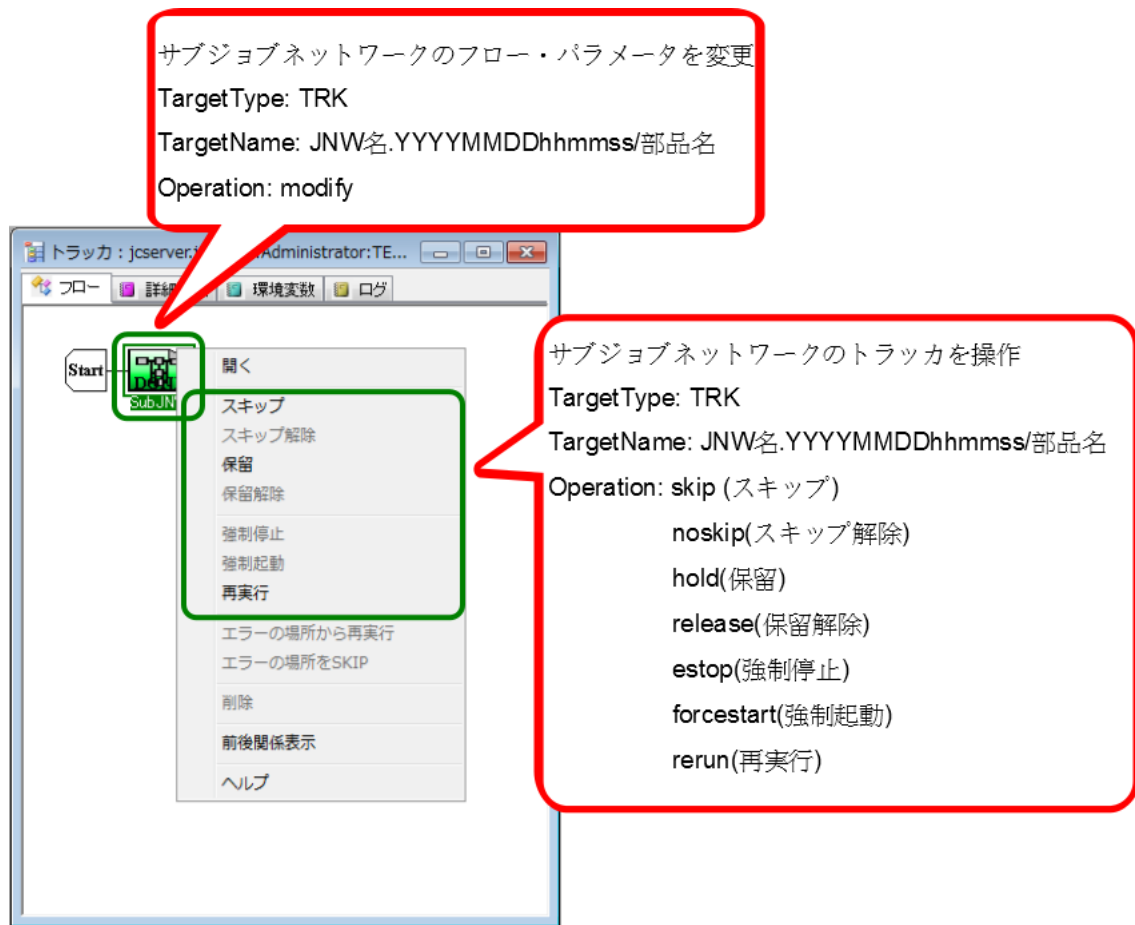 サブジョブネットワークのフロー・パラメータを変更
TargetType: TRK
TargetName: JNW名.YYYYMMDDhhmmss/部品名
Operation: modify
トラッカ : jcserver.j Administrator:TE...
フロー 詳細 環境変数 ログ
Start
SubJN
開く
スキップ
スキップ解除
保留
保留解除
強制停止
強制起動
再実行
エラーの場所から再実行
エラーの場所をSKIP
削除
前後関係表示
ヘルプ
サブジョブネットワークのトラッカを操作
TargetType: TRK
TargetName: JNW名.YYYYMMDDhhmmss/部品名
Operation: skip (スキップ)
noskip(スキップ解除)
hold(保留)
release(保留解除)
estop(強制停止)
forcestart(強制起動)
rerun(再実行)